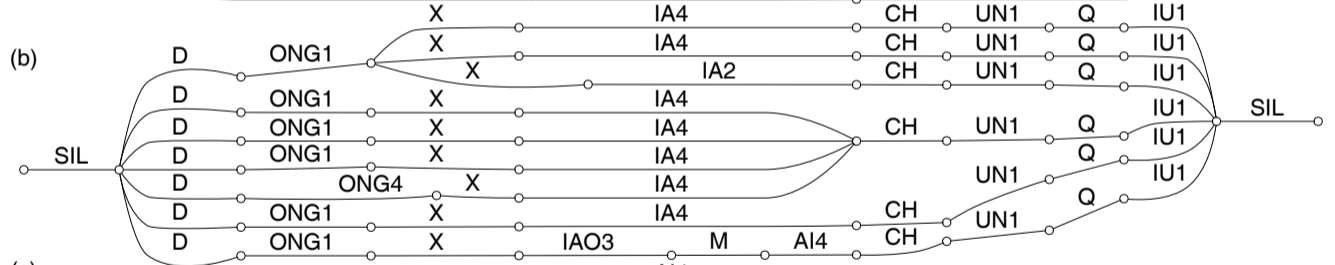 X IA4 CH UN1 Q IU1
X IA4 CH UN1 Q IU1
(b) D ONG1 X IA2 CH UN1 Q IU1
D ONG1 X IA4
D ONG1 X IA4 CH UN1 Q IU1
SIL D ONG1 X IA4 Q IU1 SIL
D ONG4 X IA4 UN1 IU1
D ONG1 X IA4 CH UN1 Q
D ONG1 X IAO3 M AI4 CH